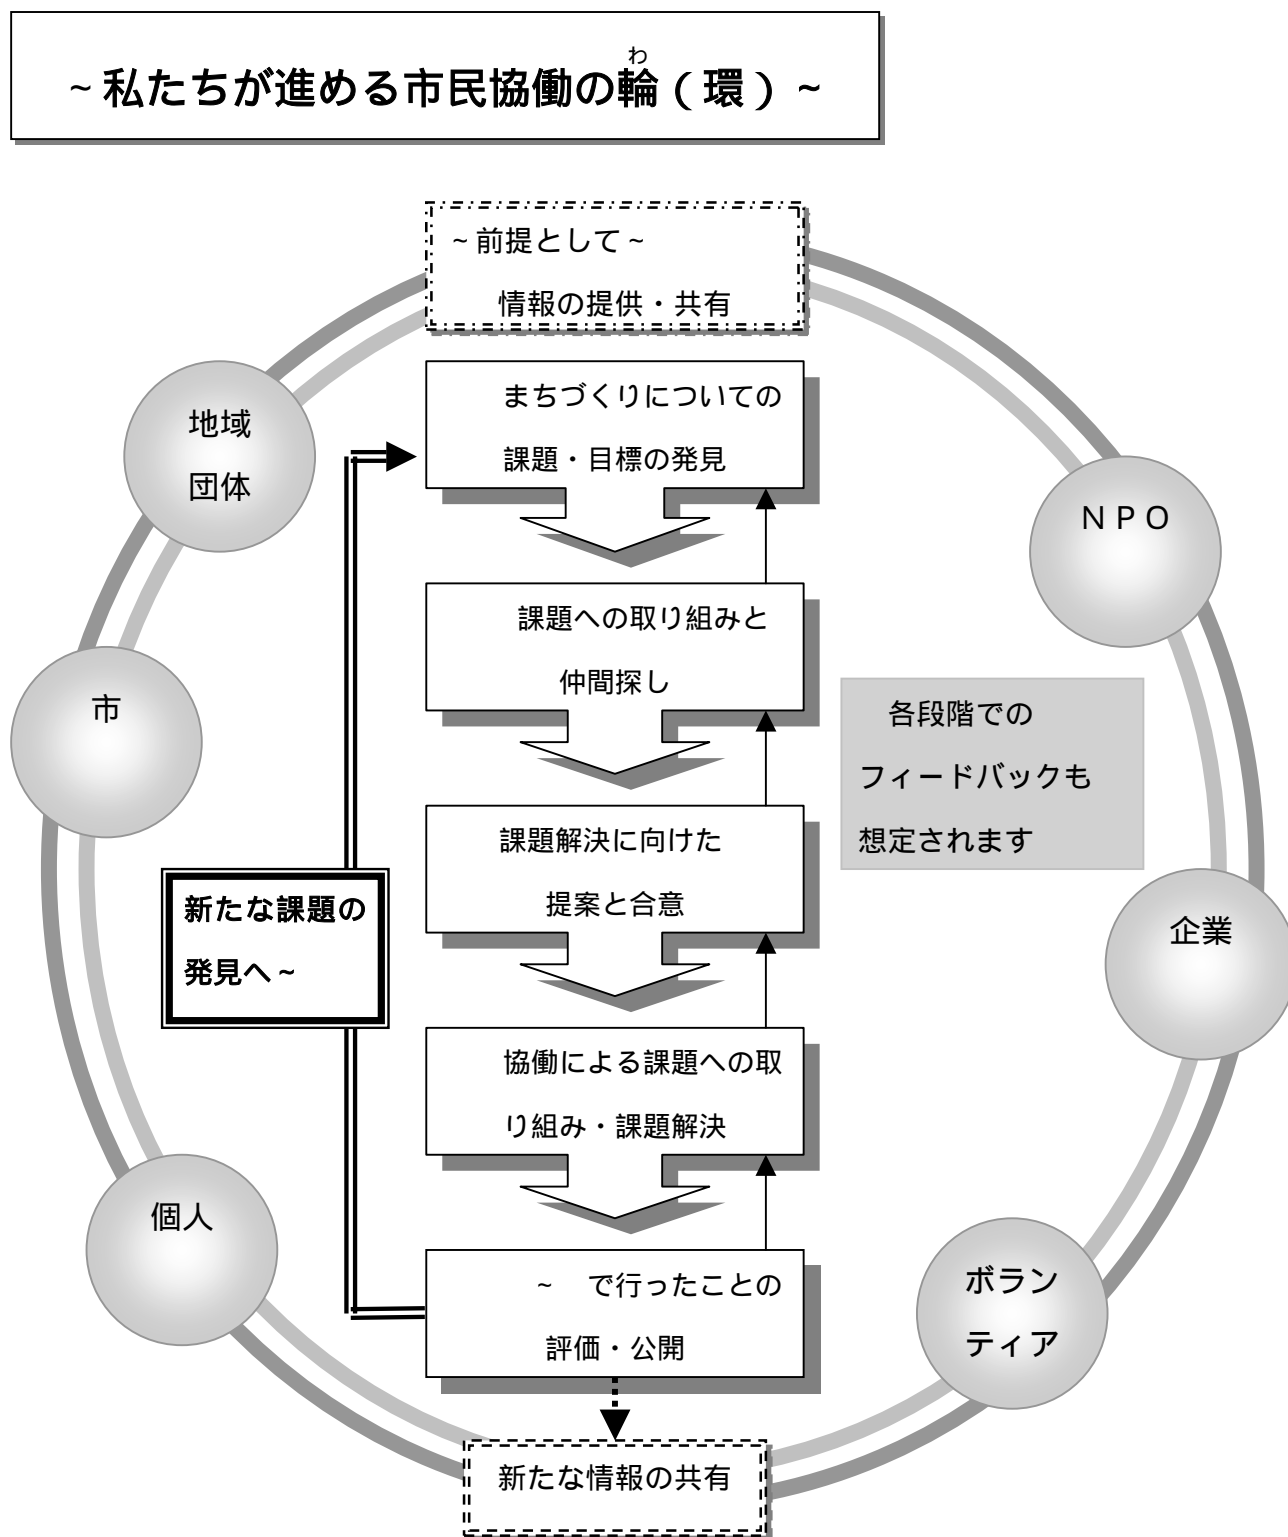 わ
~私たちが進める市民協働の輪(環)~
~前提として~
情報の提供・共有
まちづくりについての
課題・目標の発見
課題への取り組みと
仲間探し
課題解決に向けた
提案と合意
協働による課題への取
り組み・課題解決
~ で行ったことの
評価・公開
新たな情報の共有
新たな課題の
発見へ~
各段階での
フィードバックも
想定されます
地域
団体
市
個人
NPO
企業
ボラン
ティア